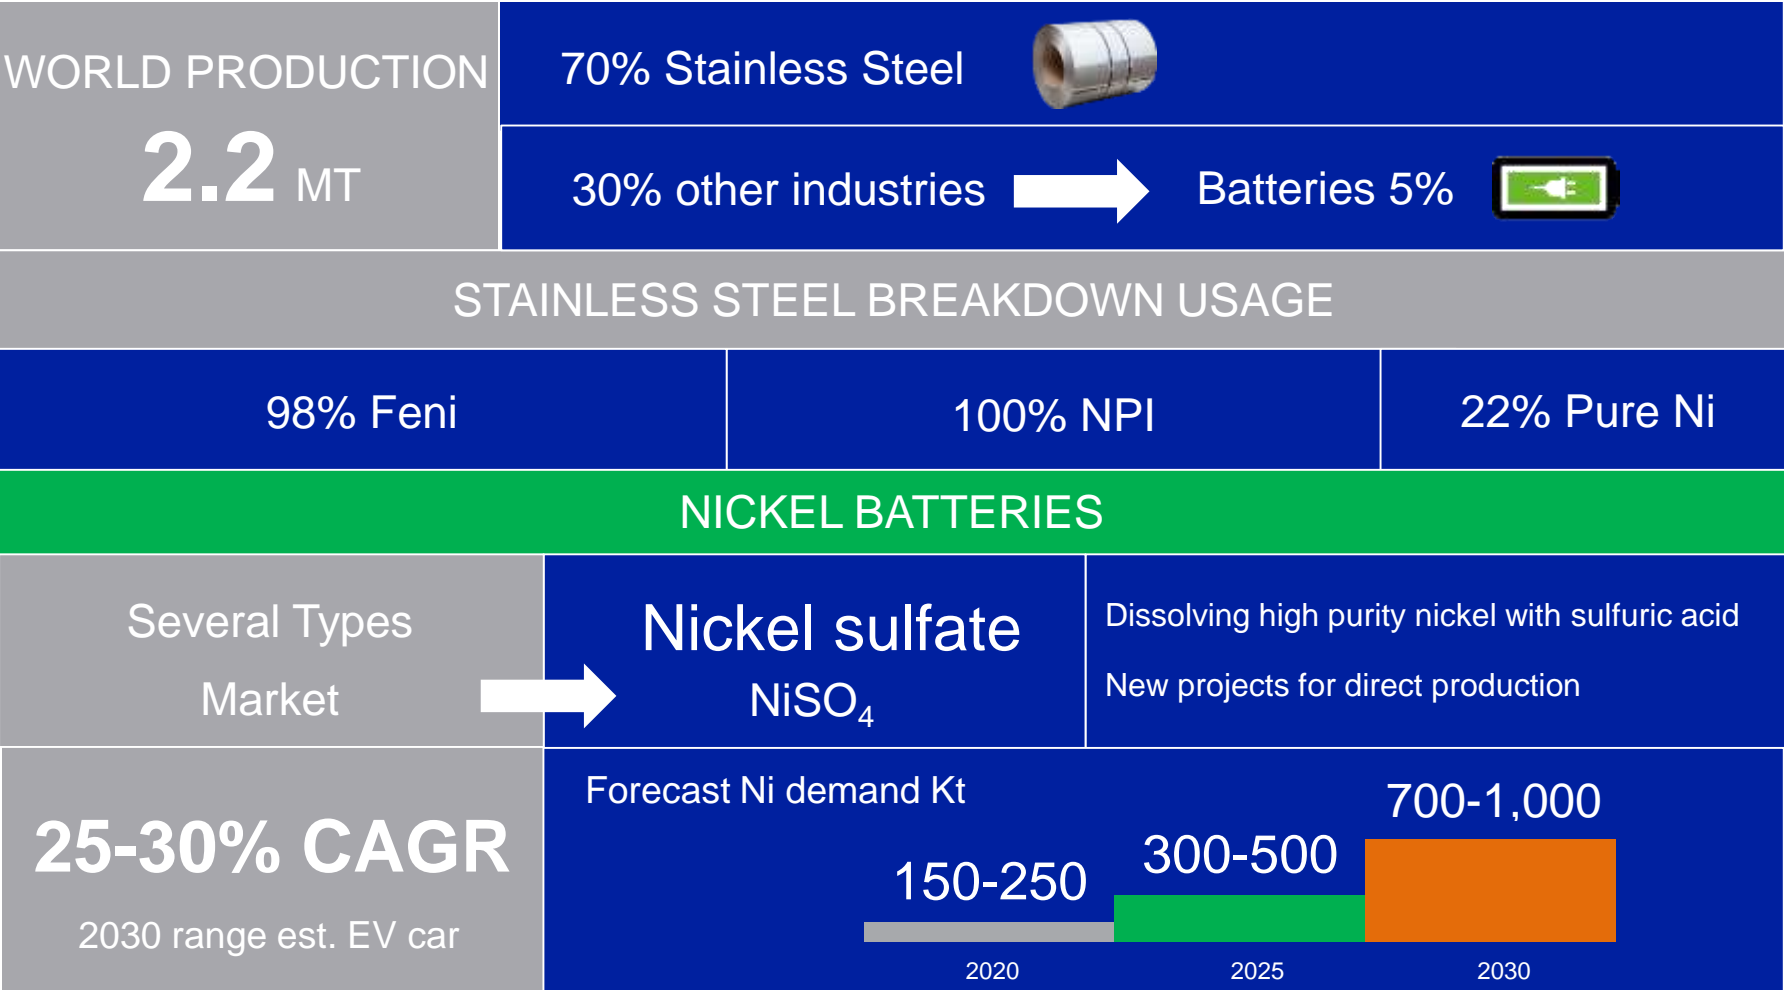 WORLD PRODUCTION
2.2 MT
70% Stainless Steel
30% other industries
Batteries 5%
STAINLESS STEEL BREAKDOWN USAGE
98% Feni
100% NPI
22% Pure Ni
NICKEL BATTERIES
Several Types
Market
Nickel sulfate
NiSO₄
Dissolving high purity nickel with sulfuric acid
New projects for direct production
25-30% CAGR
2030 range est. EV car
Forecast Ni demand Kt
150-250
300-500
700-1,000
2020
2025
2030